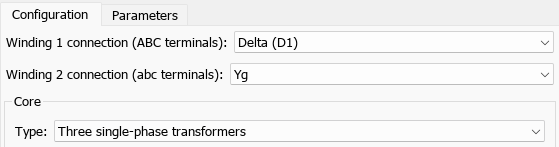 Configuration Parameters
Winding 1 connection (ABC terminals): Delta (D1)
Winding 2 connection (abc terminals): Yg
Core
Type: Three single-phase transformers